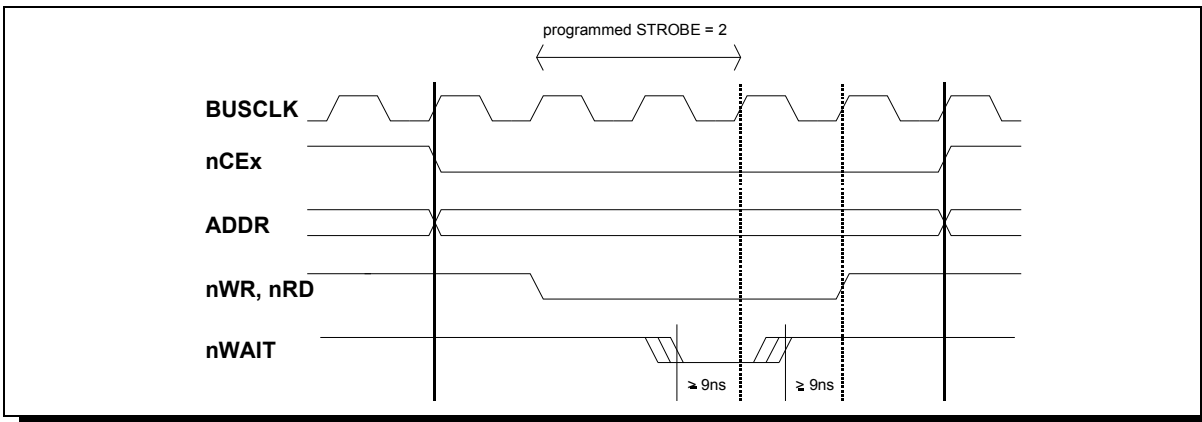 programmed STROBE = 2
BUSCLK
nCEx
ADDR
nWR, nRD
nWAIT
≥ 9ns
≥ 9ns